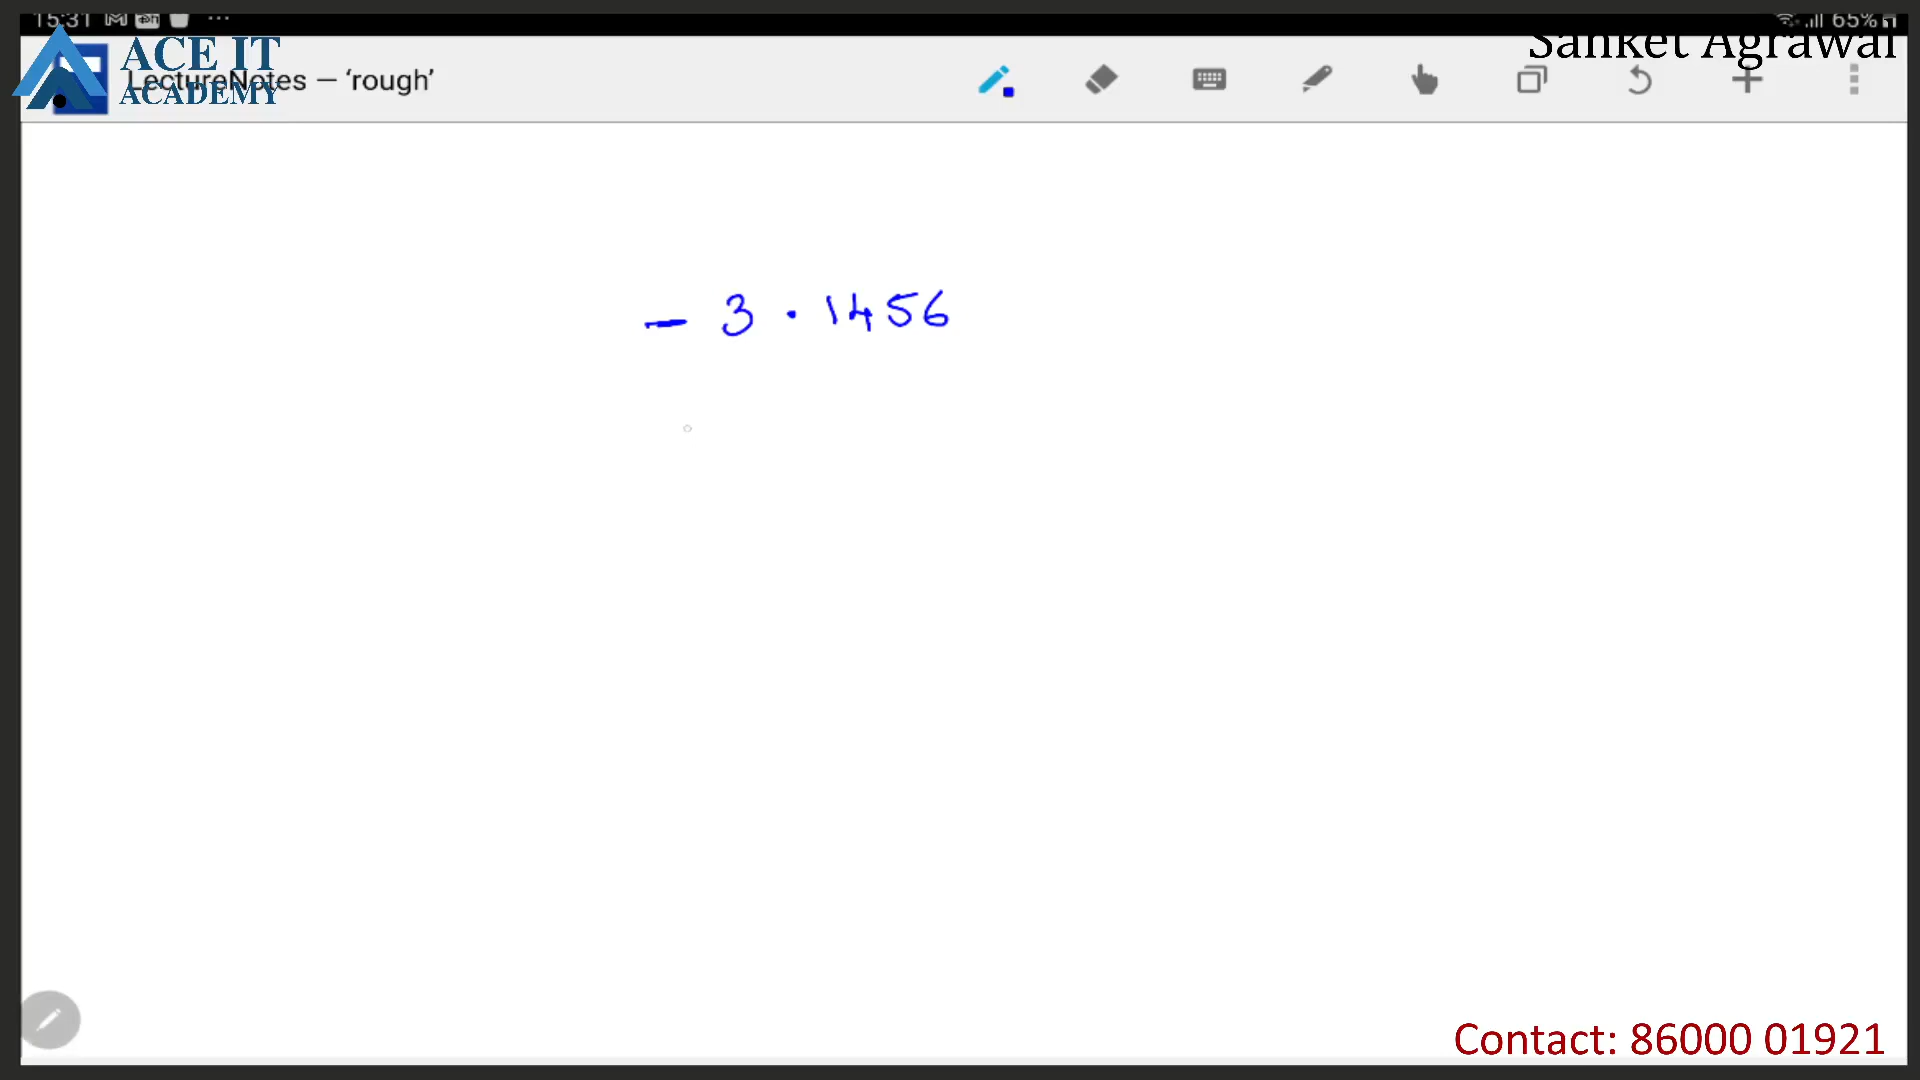 15:31 65%
Sanket Agrawal
ACE IT
ACADEMY
LectureNotes — ‘rough’
- 3 . 1456
Contact: 86000 01921